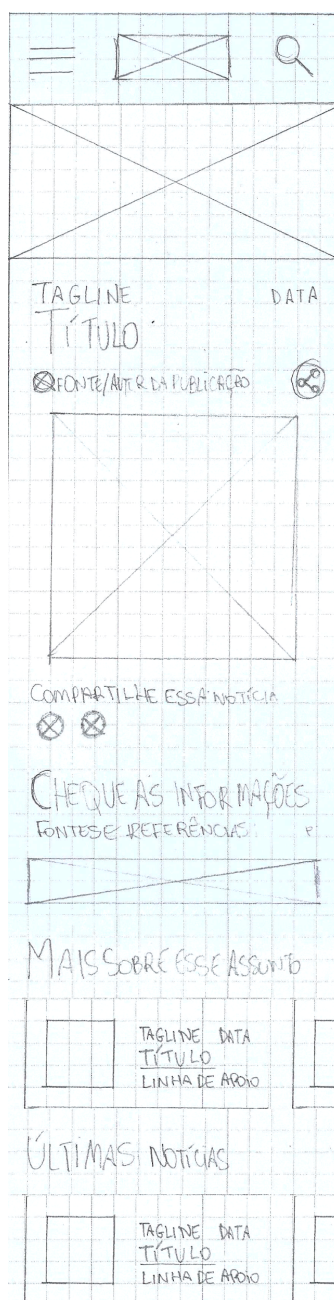 TAGLINE DATA
TÍTULO
FONTE/AUTOR DA PUBLICAÇÃO
COMPARTILHE ESSA NOTÍCIA
CHEQUE AS INFORMAÇÕES
FONTES E REFERÊNCIAS
MAIS SOBRE ESSE ASSUNTO
TAGLINE DATA
TÍTULO
LINHA DE APOIO
ÚLTIMAS NOTÍCIAS
TAGLINE DATA
TÍTULO
LINHA DE APOIO